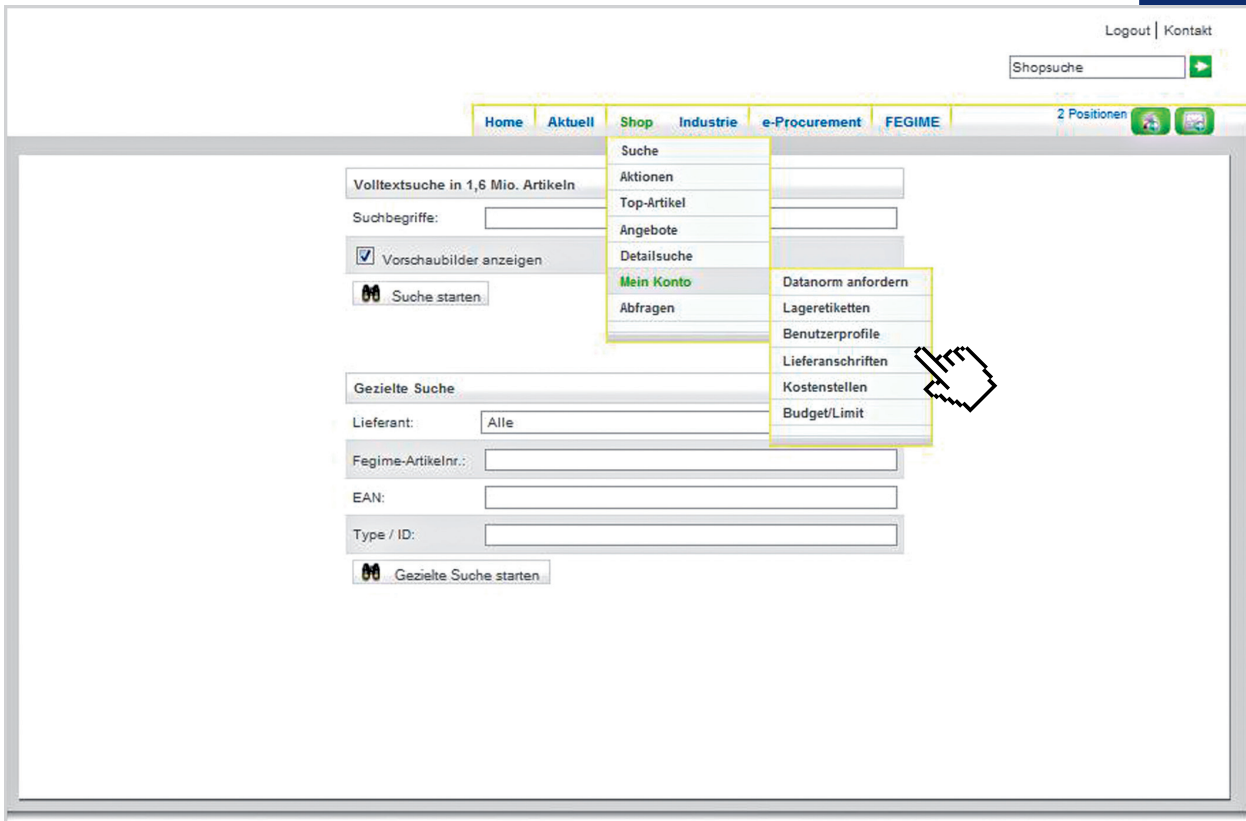 Logout | Kontakt
Shopsuche
Home Aktuell Shop Industrie e-Procurement FEGIME 2 Positionen
Suche
Aktionen
Top-Artikel
Angebote
Detailsuche
Mein Konto
Abfragen
Datanorm anfordern
Lageretiketten
Benutzerprofile
Lieferanschriften
Kostenstellen
Budget/Limit
Volltextsuche in 1,6 Mio. Artikeln
Suchbegriffe:
Vorschaubilder anzeigen
Suche starten
Gezielte Suche
Lieferant: Alle
Fegime-Artikelnr.:
EAN:
Type / ID:
Gezielte Suche starten